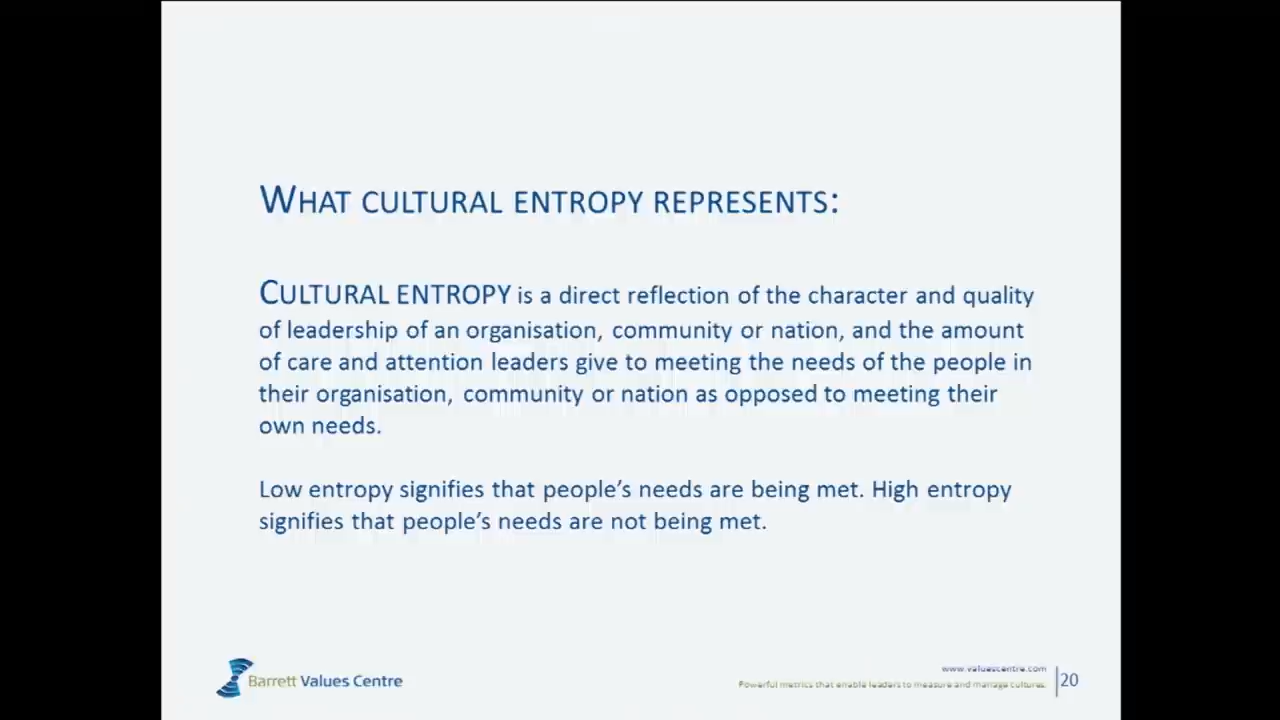 WHAT CULTURAL ENTROPY REPRESENTS:
CULTURAL ENTROPY is a direct reflection of the character and quality
of leadership of an organisation, community or nation, and the amount
of care and attention leaders give to meeting the needs of the people in
their organisation, community or nation as opposed to meeting their
own needs.
Low entropy signifies that people's needs are being met. High entropy
signifies that people's needs are not being met.
Barrett Values Centre
www.valuescentre.com
Powerful metrics that enable leaders to measure and manage cultures.
20